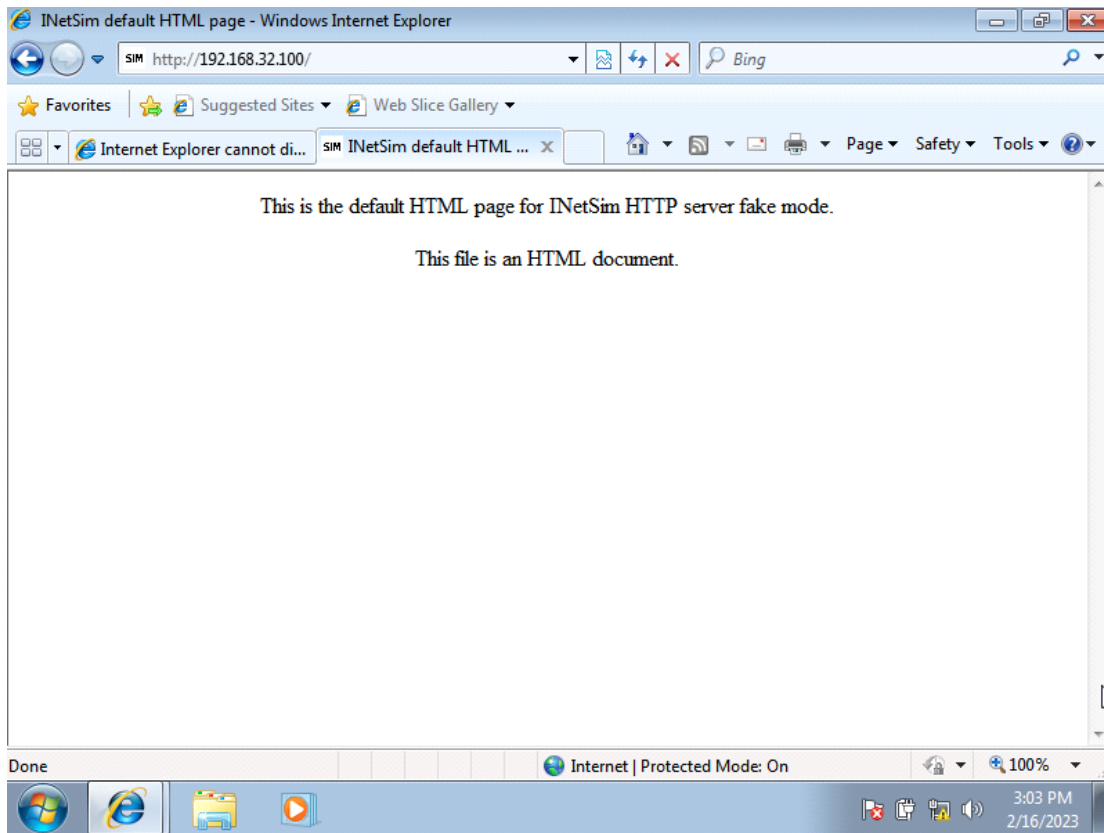 INetSim default HTML page - Windows Internet Explorer
SIM http://192.168.32.100/ Bing
Favorites Suggested Sites Web Slice Gallery
Internet Explorer cannot di... SIM INetSim default HTML ... x Page Safety Tools
This is the default HTML page for INetSim HTTP server fake mode.
This file is an HTML document.
Done Internet | Protected Mode: On 100%
3:03 PM
2/16/2023